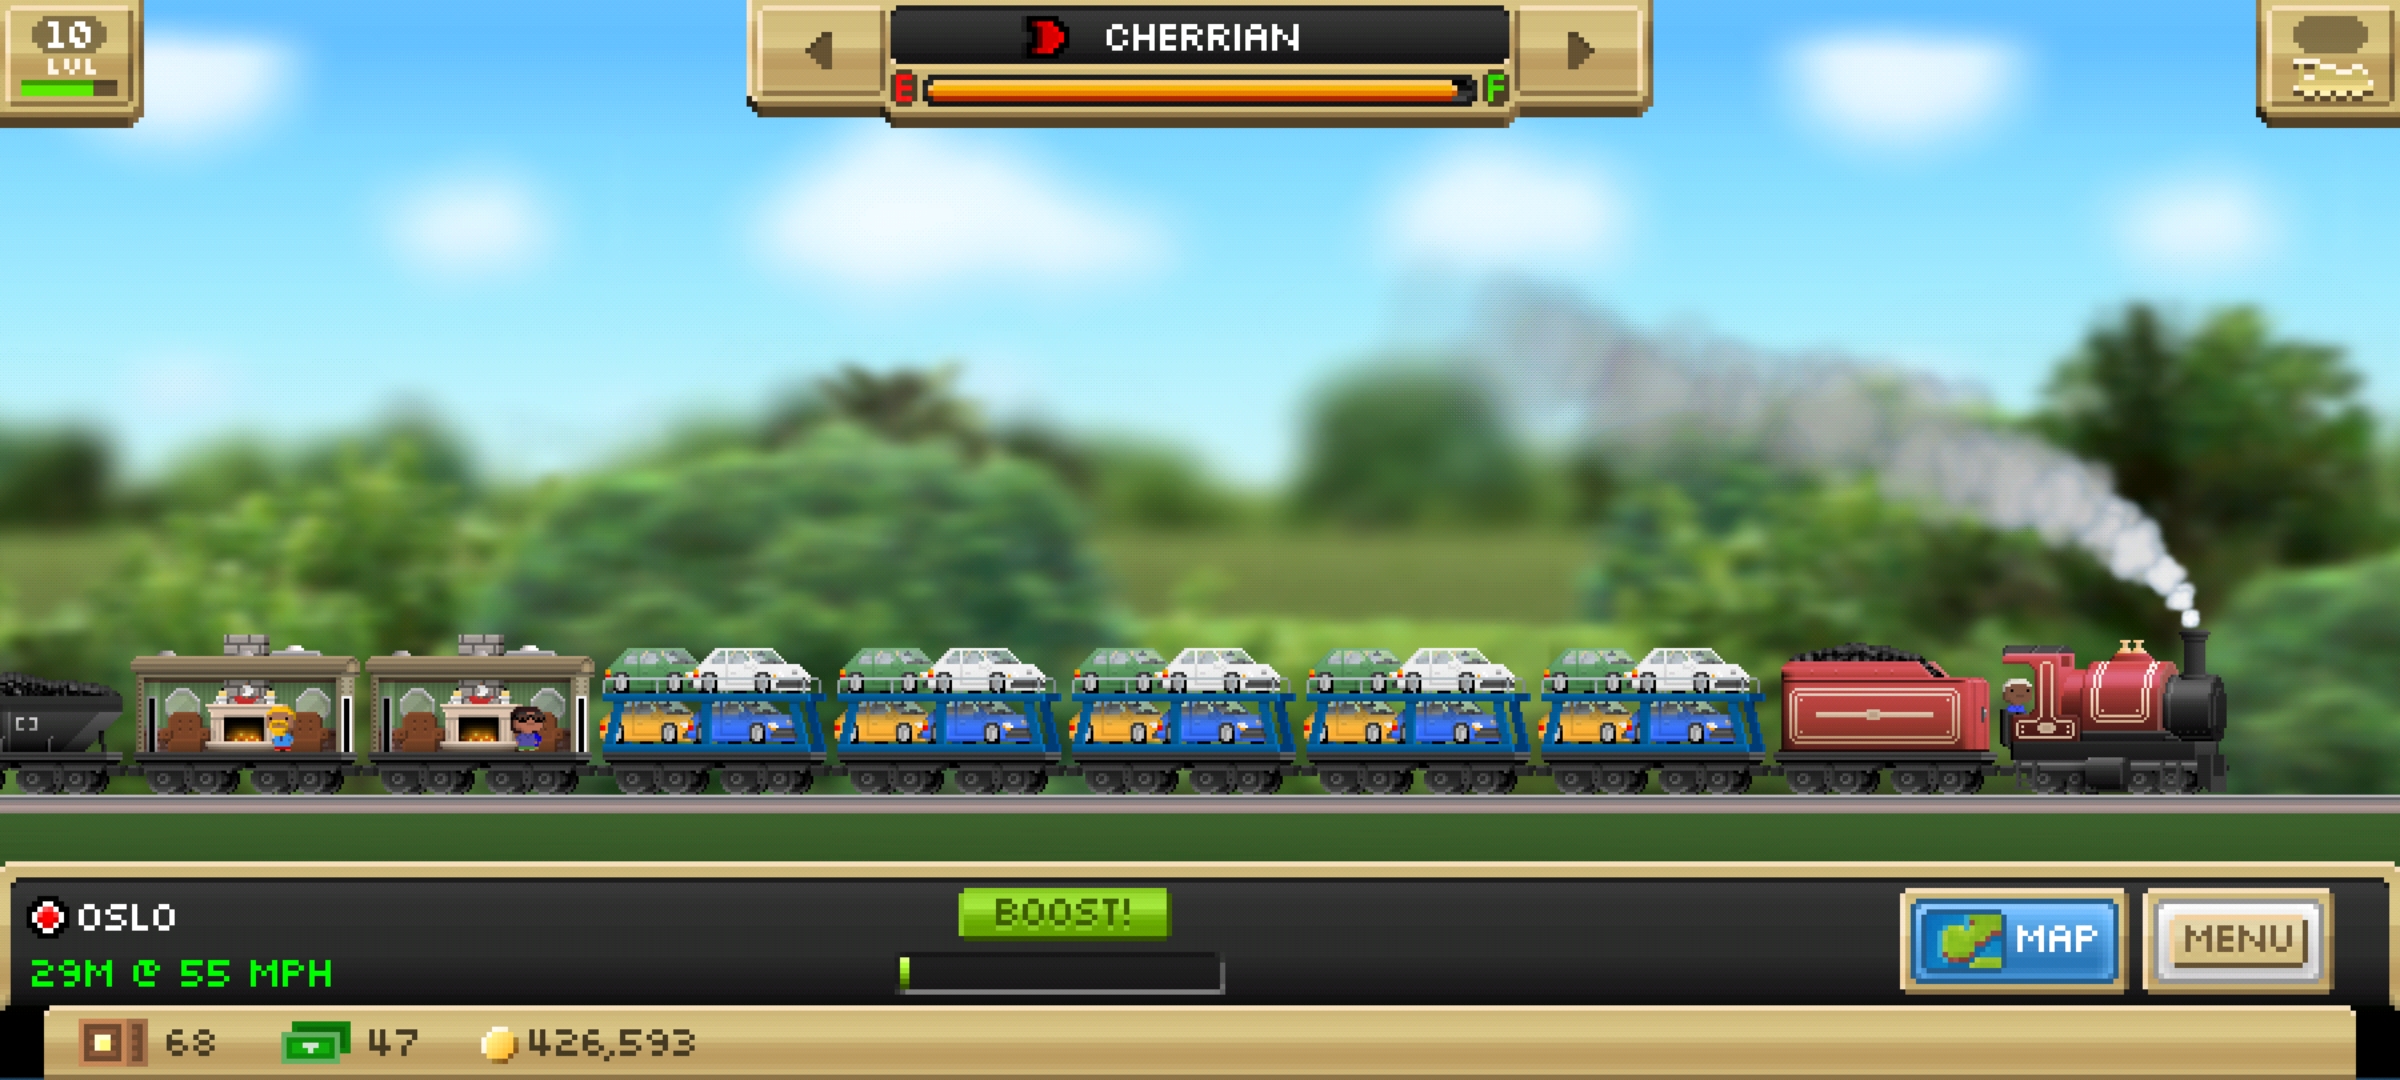 10
LVL
CHERRIAN
E F
OSLO
29M @ 55 MPH
BOOST!
MAP
MENU
68
47
426,593